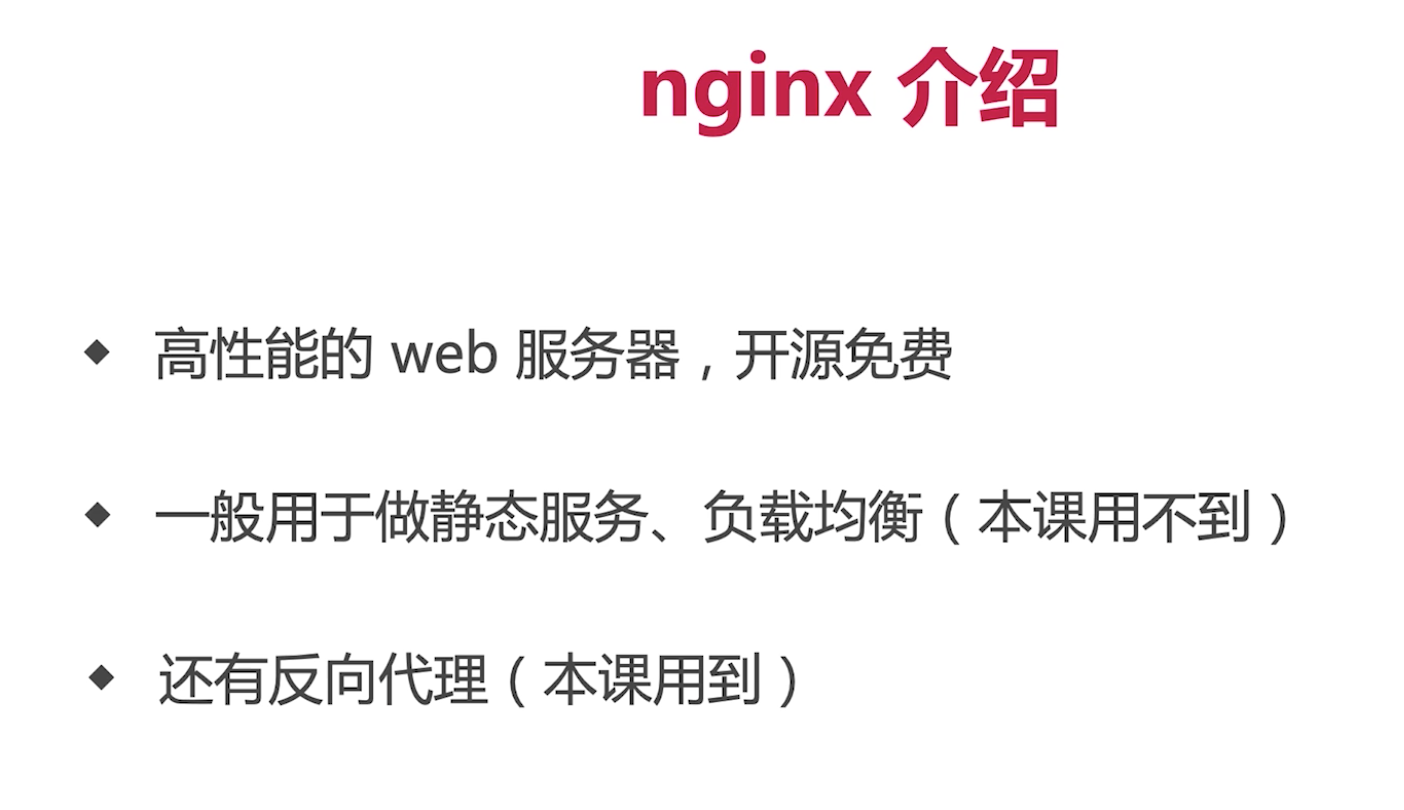 nginx 介绍
高性能的 web 服务器，开源免费
一般用于做静态服务、负载均衡（本课用不到）
还有反向代理（本课用到）